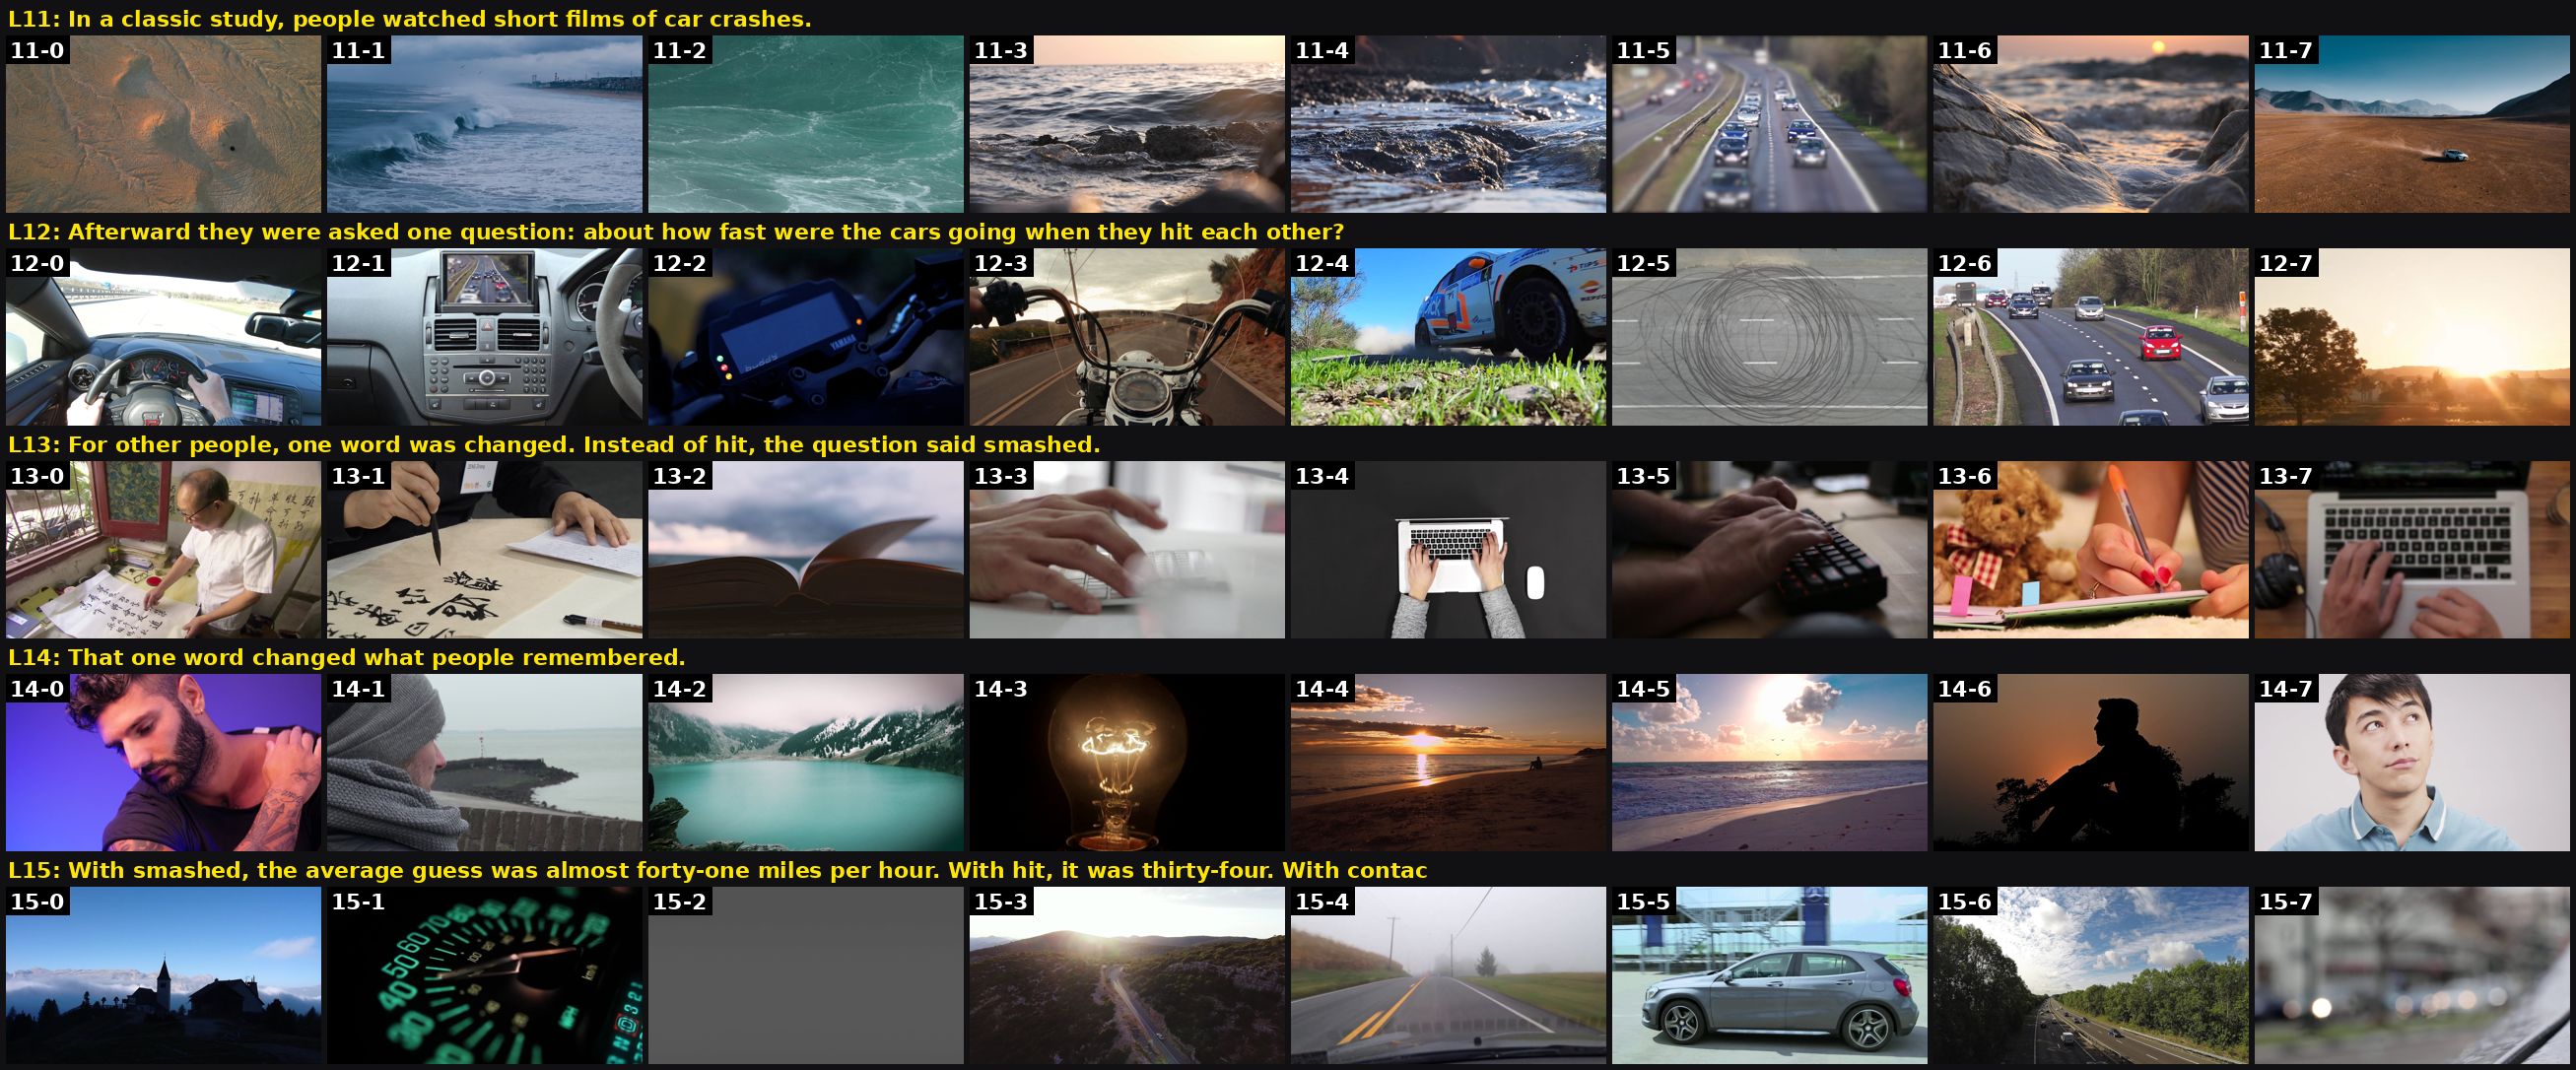 L11: In a classic study, people watched short films of car crashes.
11-0 11-1 11-2 11-3 11-4 11-5 11-6 11-7
L12: Afterward they were asked one question: about how fast were the cars going when they hit each other?
12-0 12-1 12-2 12-3 12-4 12-5 12-6 12-7
YAMAHA
L13: For other people, one word was changed. Instead of hit, the question said smashed.
13-0 13-1 13-2 13-3 13-4 13-5 13-6 13-7
L14: That one word changed what people remembered.
14-0 14-1 14-2 14-3 14-4 14-5 14-6 14-7
L15: With smashed, the average guess was almost forty-one miles per hour. With hit, it was thirty-four. With contac
15-0 15-1 15-2 15-3 15-4 15-5 15-6 15-7
30 40 50 60 70
MPH